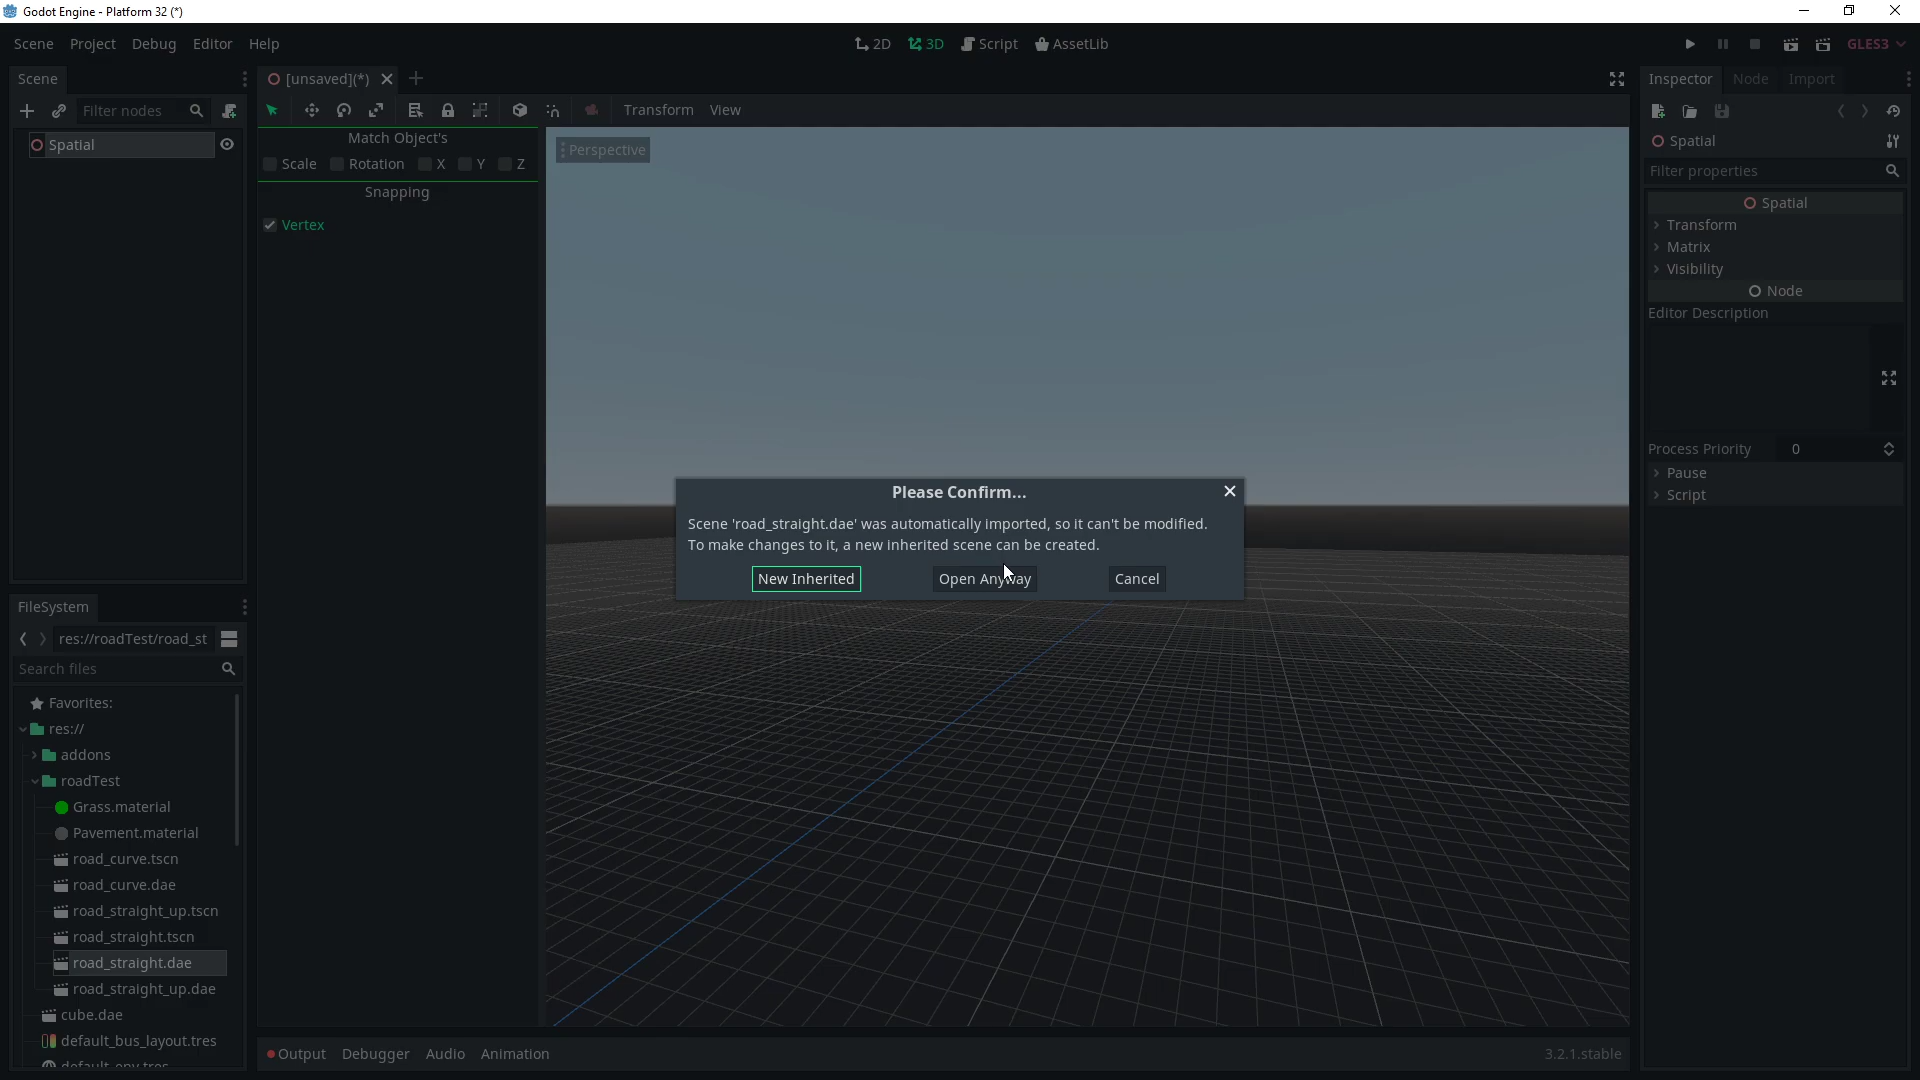 Godot Engine - Platform 32 (*)
Scene Project Debug Editor Help
2D 3D Script AssetLib
GLES3
Scene
Filter nodes
Spatial
[unsaved](*)
Transform View
Match Object's
Scale Rotation X Y Z
Snapping
Vertex
Perspective
Please Confirm...
Scene 'road_straight.dae' was automatically imported, so it can't be modified.
To make changes to it, a new inherited scene can be created.
New Inherited Open Anyway Cancel
FileSystem
res://roadTest/road_st
Search files
Favorites:
res://
addons
roadTest
Grass.material
Pavement.material
road_curve.tscn
road_curve.dae
road_straight_up.tscn
road_straight.tscn
road_straight.dae
road_straight_up.dae
cube.dae
default_bus_layout.tres
default_env.tres
Output Debugger Audio Animation
3.2.1.stable
Inspector Node Import
Spatial
Filter properties
Spatial
Transform
Matrix
Visibility
Node
Editor Description
Process Priority 0
Pause
Script